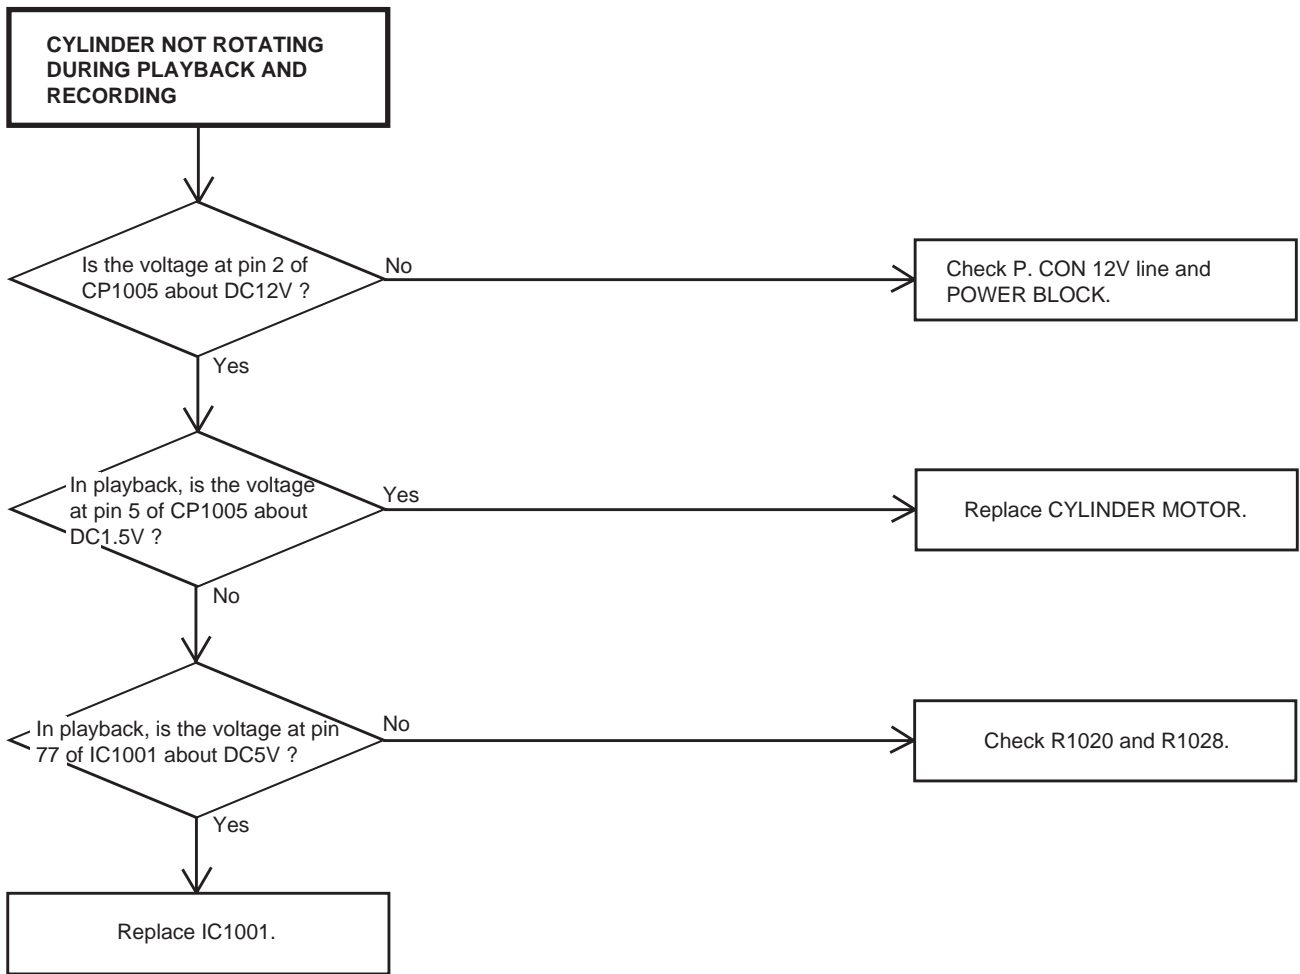 CYLINDER NOT ROTATING
DURING PLAYBACK AND
RECORDING
Is the voltage at pin 2 of
CP1005 about DC12V ?
No
Check P. CON 12V line and
POWER BLOCK.
Yes
In playback, is the voltage
at pin 5 of CP1005 about
DC1.5V ?
Yes
Replace CYLINDER MOTOR.
No
In playback, is the voltage at pin
77 of IC1001 about DC5V ?
No
Check R1020 and R1028.
Yes
Replace IC1001.